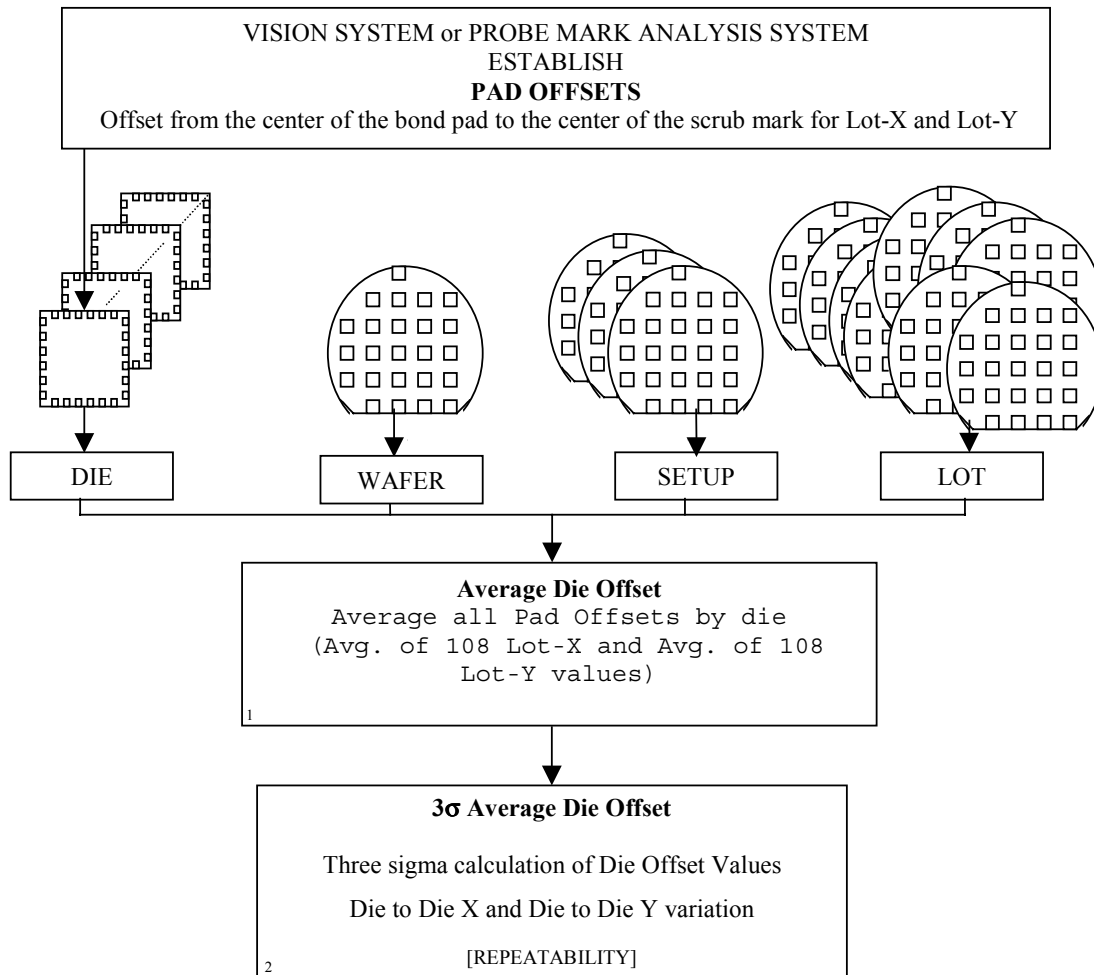 VISION SYSTEM or PROBE MARK ANALYSIS SYSTEM
ESTABLISH
PAD OFFSETS
Offset from the center of the bond pad to the center of the scrub mark for Lot-X and Lot-Y
DIE
WAFER
SETUP
LOT
Average Die Offset
Average all Pad Offsets by die
(Avg. of 108 Lot-X and Avg. of 108
Lot-Y values)
1
3σ Average Die Offset
Three sigma calculation of Die Offset Values
Die to Die X and Die to Die Y variation
[REPEATABILITY]
2